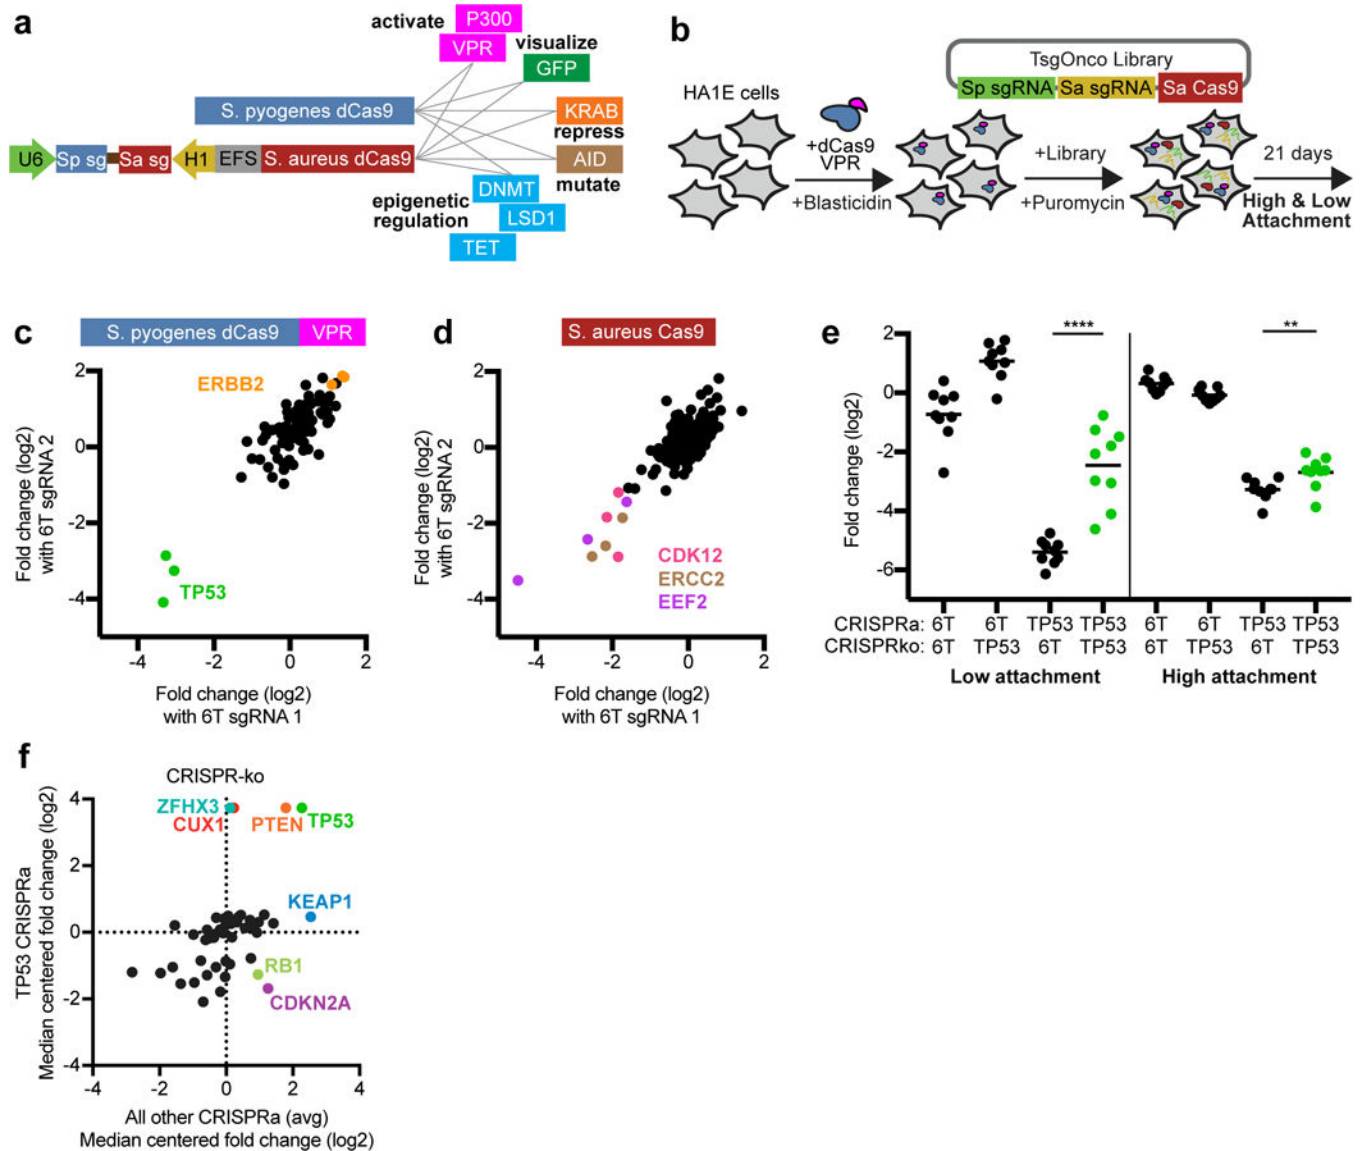 a
activate
P300
VPR
visualize
GFP
S. pyogenes dCas9
KRAB
repress
U6
Sp sg
Sa sg
H1
EFS
S. aureus dCas9
AID
mutate
DNMT
epigenetic
regulation
LSD1
TET
b
TsgOnco Library
Sp sgRNA
Sa sgRNA
Sa Cas9
HA1E cells
+dCas9
VPR
+Blasticidin
+Library
+Puromycin
21 days
High & Low
Attachment
c
S. pyogenes dCas9
VPR
2
0
-2
-4
ERBB2
TP53
-4
-2
0
2
Fold change (log2)
with 6T sgRNA 2
Fold change (log2)
with 6T sgRNA 1
d
S. aureus Cas9
2
0
-2
-4
CDK12
ERCC2
EEF2
-4
-2
0
2
Fold change (log2)
with 6T sgRNA 2
Fold change (log2)
with 6T sgRNA 1
e
2
0
-2
-4
-6
Fold change (log2)
****
**
CRISPRa: 6T 6T TP53 TP53 6T 6T TP53 TP53
CRISPRko: 6T TP53 6T TP53 6T TP53 6T TP53
Low attachment
High attachment
f
CRISPR-ko
4
2
0
-2
-4
ZFHX3
CUX1
PTEN
TP53
KEAP1
RB1
CDKN2A
-4
-2
0
2
4
TP53 CRISPRa
Median centered fold change (log2)
All other CRISPRa (avg)
Median centered fold change (log2)